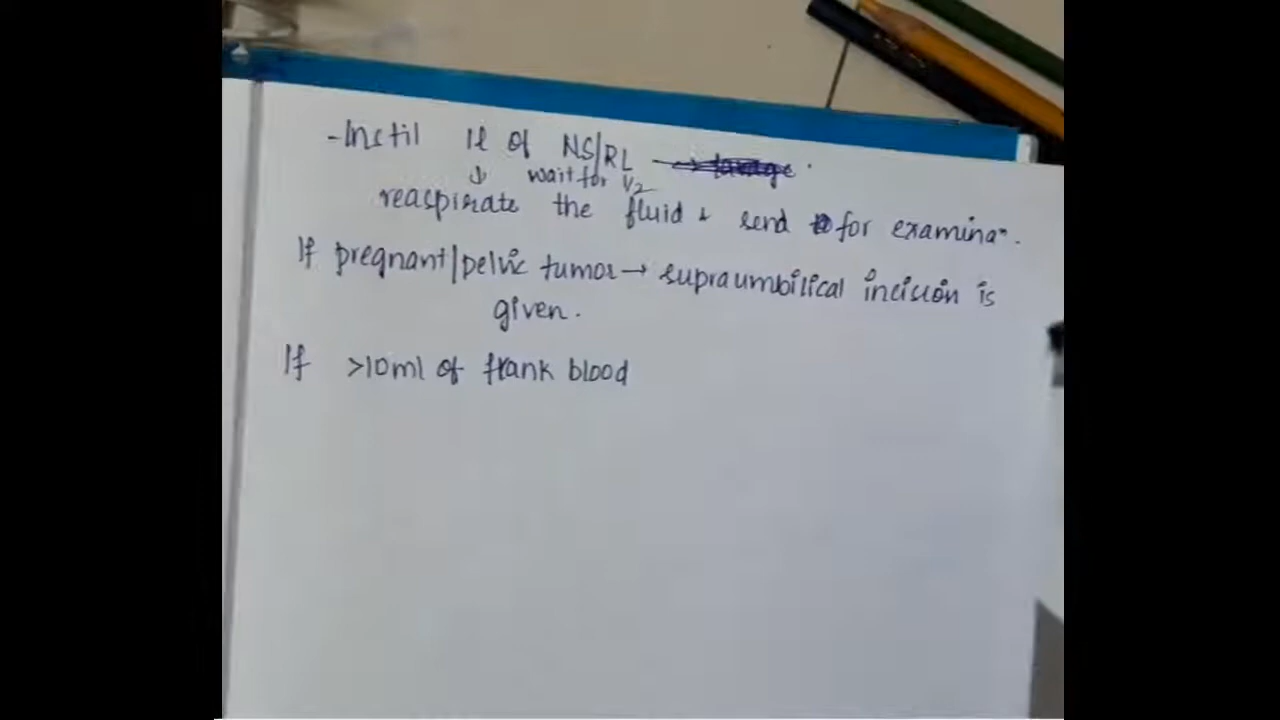 -Instil 1l of NS/RL
↓ wait for 1/2
reaspirate the fluid & send for examinaⁿ.
If pregnant/pelvic tumor → supraumbilical incision is
given.
If >10ml of frank blood